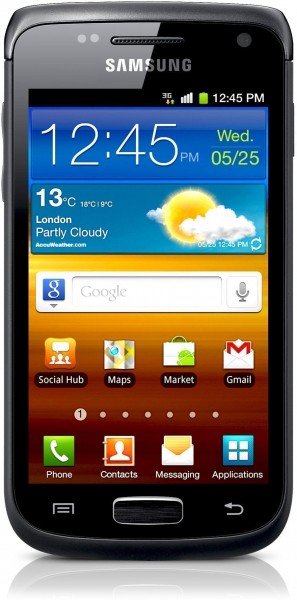 SAMSUNG
3G 12:45 PM
12:45 PM
Wed.
05/25
13°C 18°C | 9°C
London
Partly Cloudy
AccuWeather.com
05/25 12:45 PM
8 Google
Social Hub Maps Market Gmail
1
Phone Contacts Messaging Applications